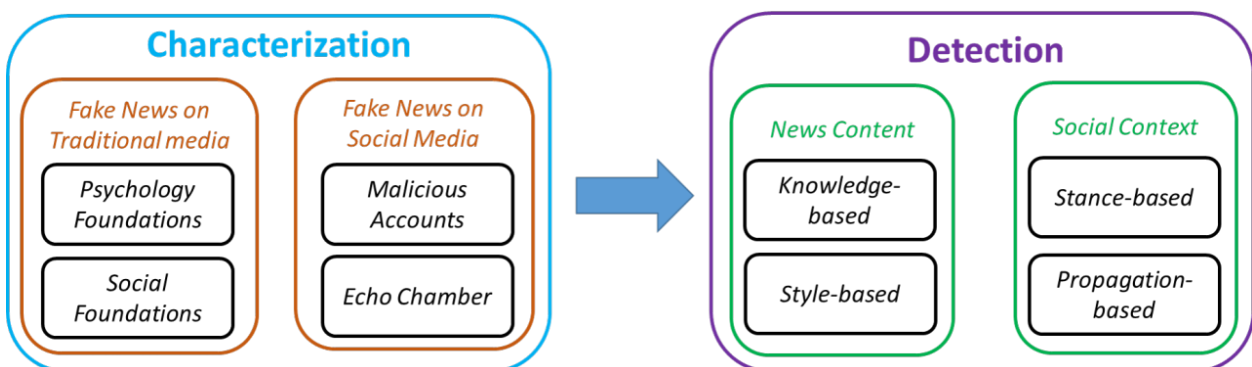 Characterization
Fake News on
Traditional media
Psychology
Foundations
Social
Foundations
Fake News on
Social Media
Malicious
Accounts
Echo Chamber
Detection
News Content
Knowledge-
based
Style-based
Social Context
Stance-based
Propagation-
based